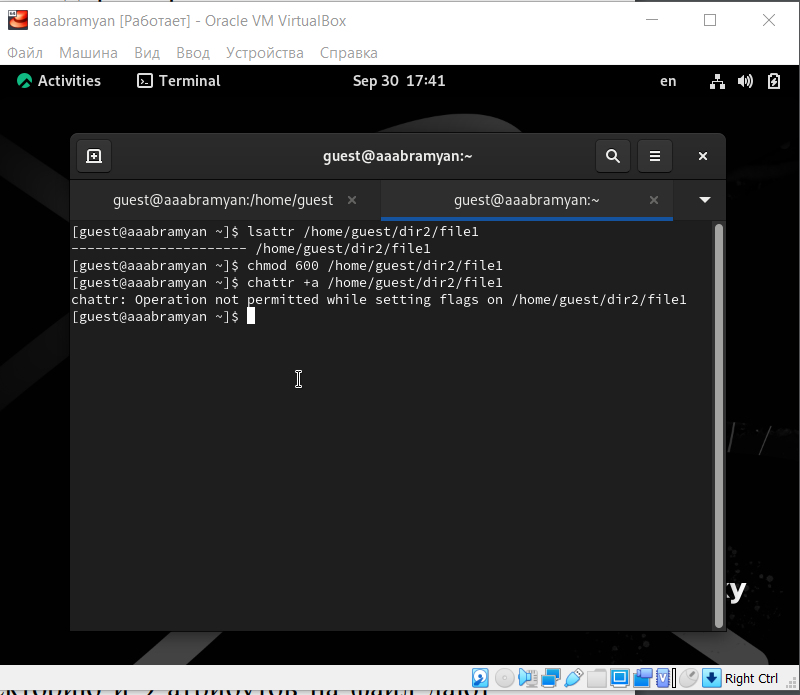 aaabramyan [Работает] - Oracle VM VirtualBox
Файл Машина Вид Ввод Устройства Справка
Activities Terminal Sep 30 17:41 en
guest@aaabramyan:~
guest@aaabramyan:/home/guest guest@aaabramyan:~
[guest@aaabramyan ~]$ lsattr /home/guest/dir2/file1
---------------------- /home/guest/dir2/file1
[guest@aaabramyan ~]$ chmod 600 /home/guest/dir2/file1
[guest@aaabramyan ~]$ chattr +a /home/guest/dir2/file1
chattr: Operation not permitted while setting flags on /home/guest/dir2/file1
[guest@aaabramyan ~]$
Right Ctrl